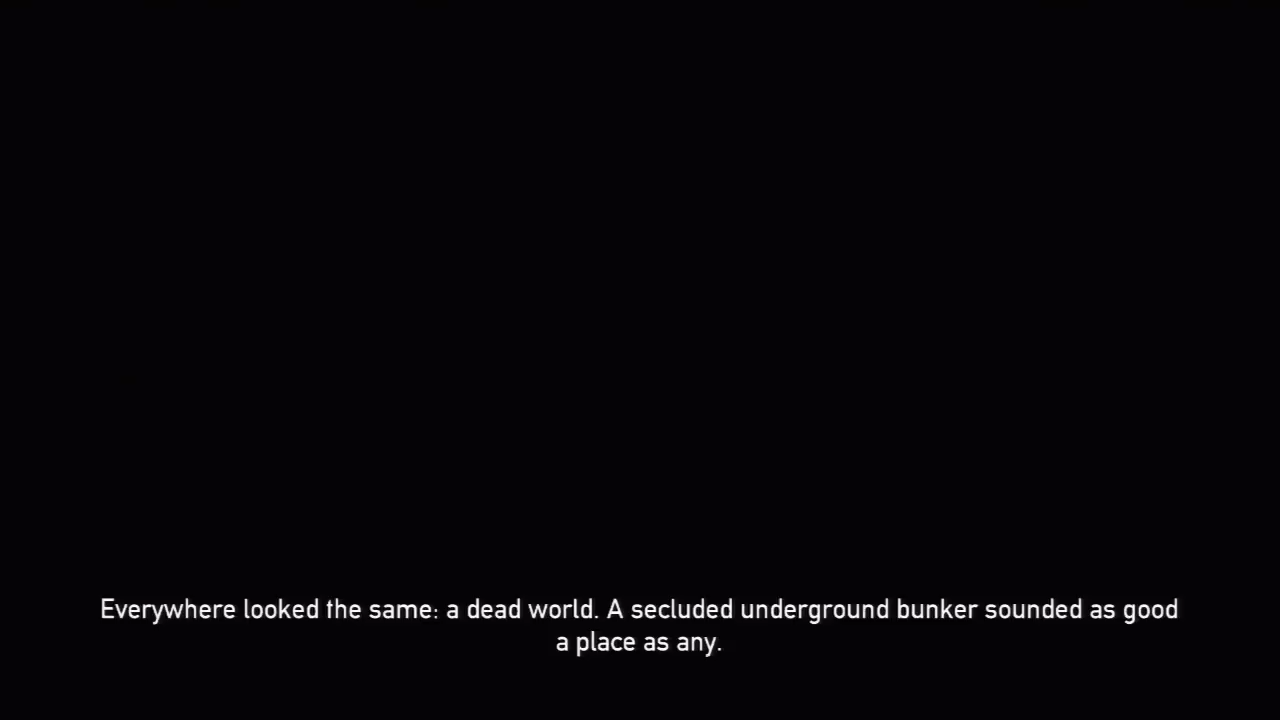 Everywhere looked the same: a dead world. A secluded underground bunker sounded as good
a place as any.